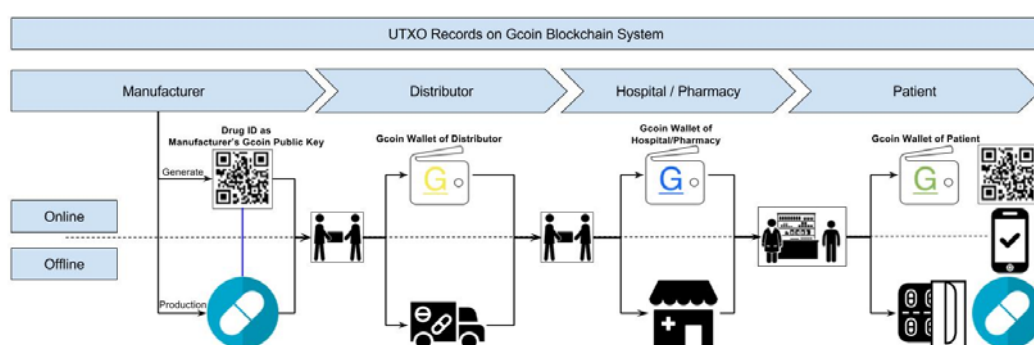 UTXO Records on Gcoin Blockchain System
Manufacturer
Distributor
Hospital / Pharmacy
Patient
Drug ID as
Manufacturer's Gcoin Public Key
Gcoin Wallet of Distributor
Gcoin Wallet of
Hospital/Pharmacy
Gcoin Wallet of Patient
Generate
G
G
G
Online
Offline
Production